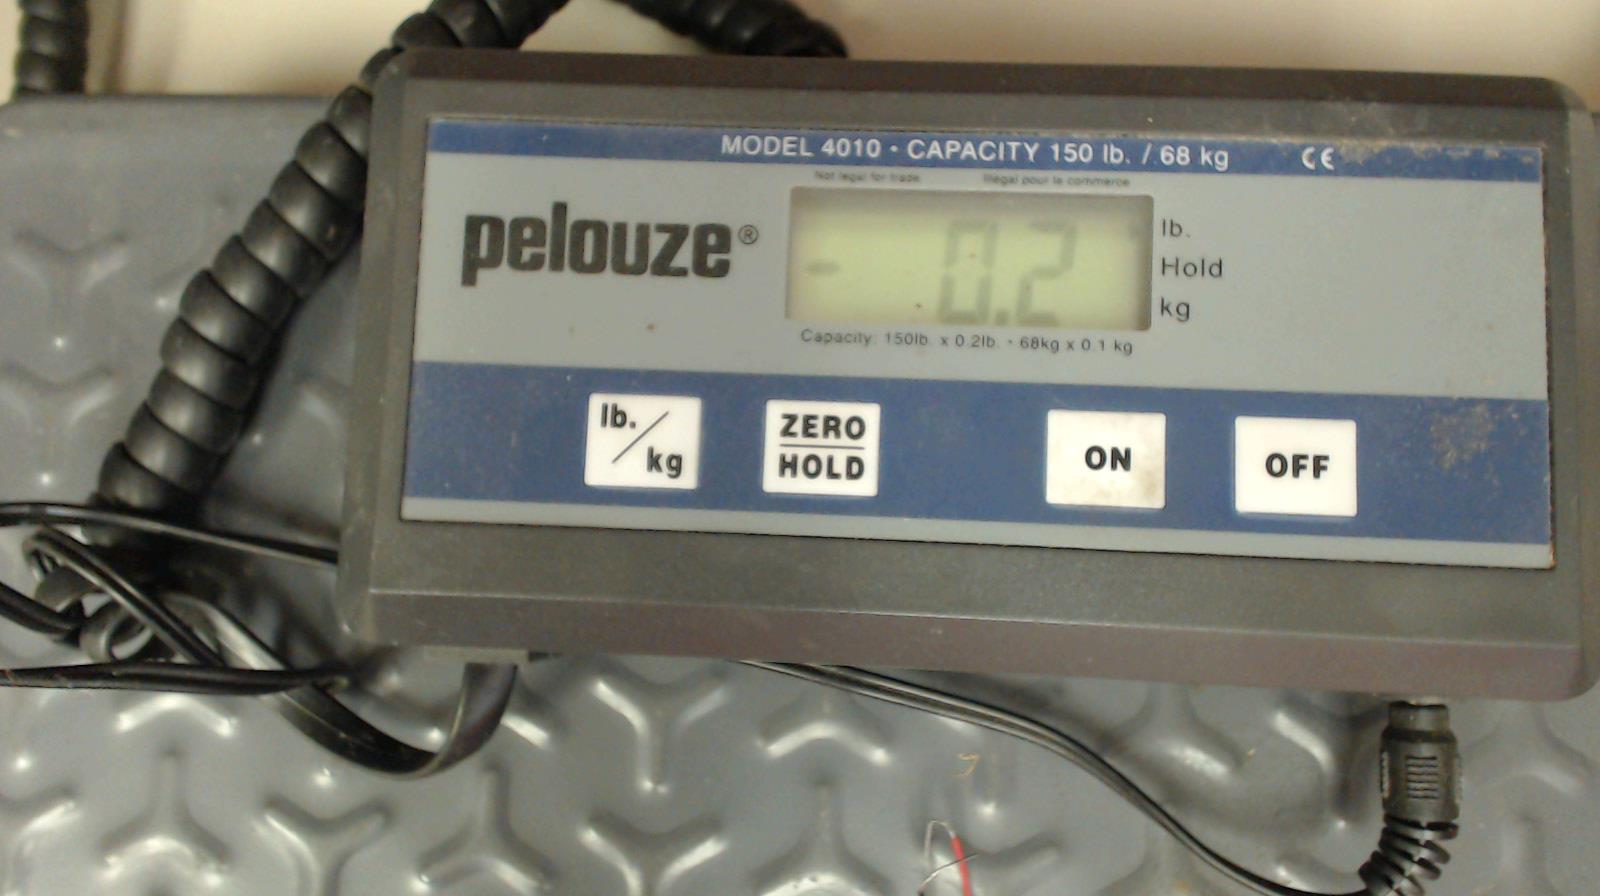 MODEL 4010 • CAPACITY 150 lb. / 68 kg CE
Not legal for trade Illégal pour le commerce
pelouze®
- 0.2
lb.
Hold
kg
Capacity: 150lb. x 0.2lb. - 68kg x 0.1 kg
lb./kg
ZERO
HOLD
ON
OFF